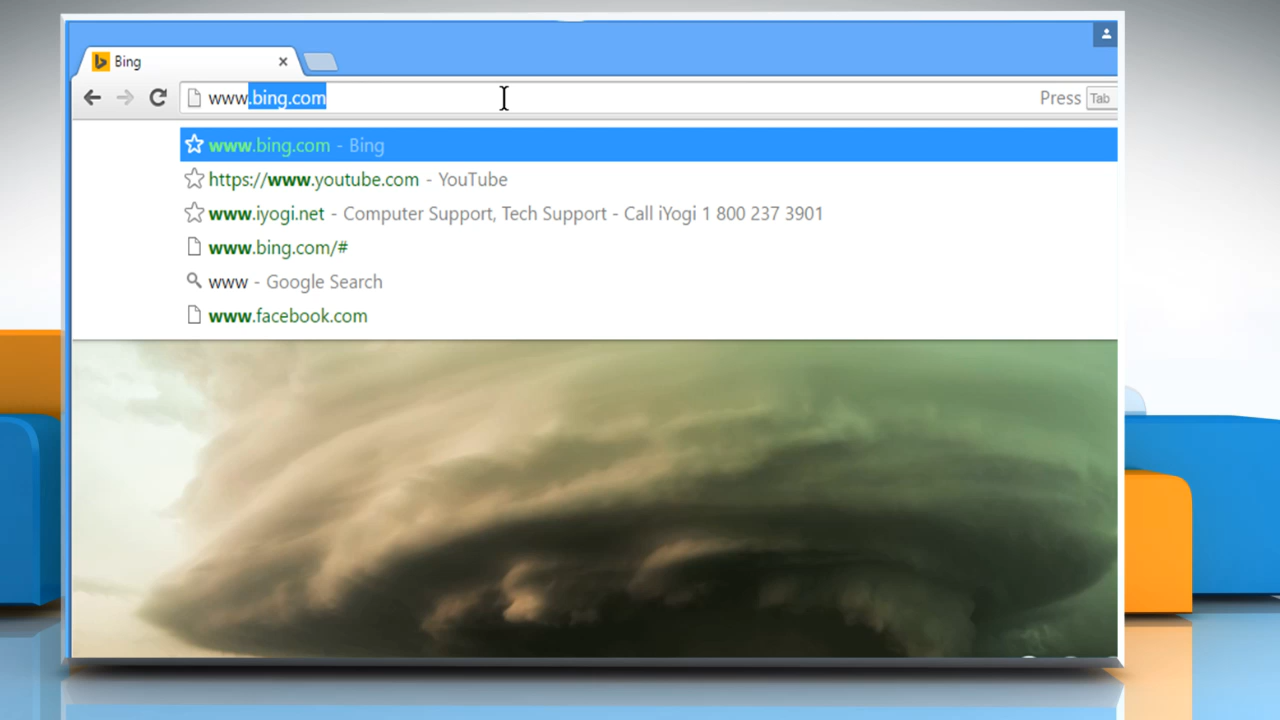 Bing
www.bing.com
Press Tab
www.bing.com - Bing
https://www.youtube.com - YouTube
www.iyogi.net - Computer Support, Tech Support - Call iYogi 1 800 237 3901
www.bing.com/#
www - Google Search
www.facebook.com